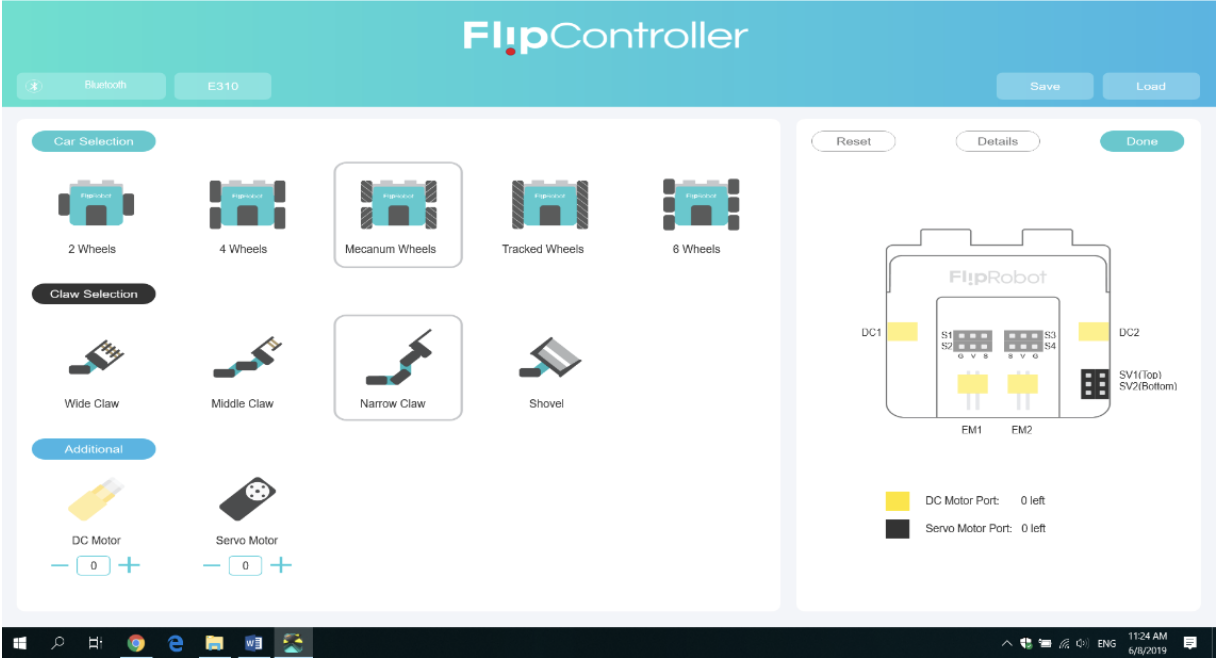 FlipController
Bluetooth
E310
Save
Load
Car Selection
FlipRobot
FlipRobot
FlipRobot
FlipRobot
FlipRobot
2 Wheels
4 Wheels
Mecanum Wheels
Tracked Wheels
6 Wheels
Claw Selection
Wide Claw
Middle Claw
Narrow Claw
Shovel
Additional
DC Motor
Servo Motor
0
0
Reset
Details
Done
FlipRobot
DC1
S1
S2
G V S
S3
S4
S V G
DC2
SV1(Top)
SV2(Bottom)
EM1
EM2
DC Motor Port: 0 left
Servo Motor Port: 0 left
ENG
11:24 AM
6/8/2019